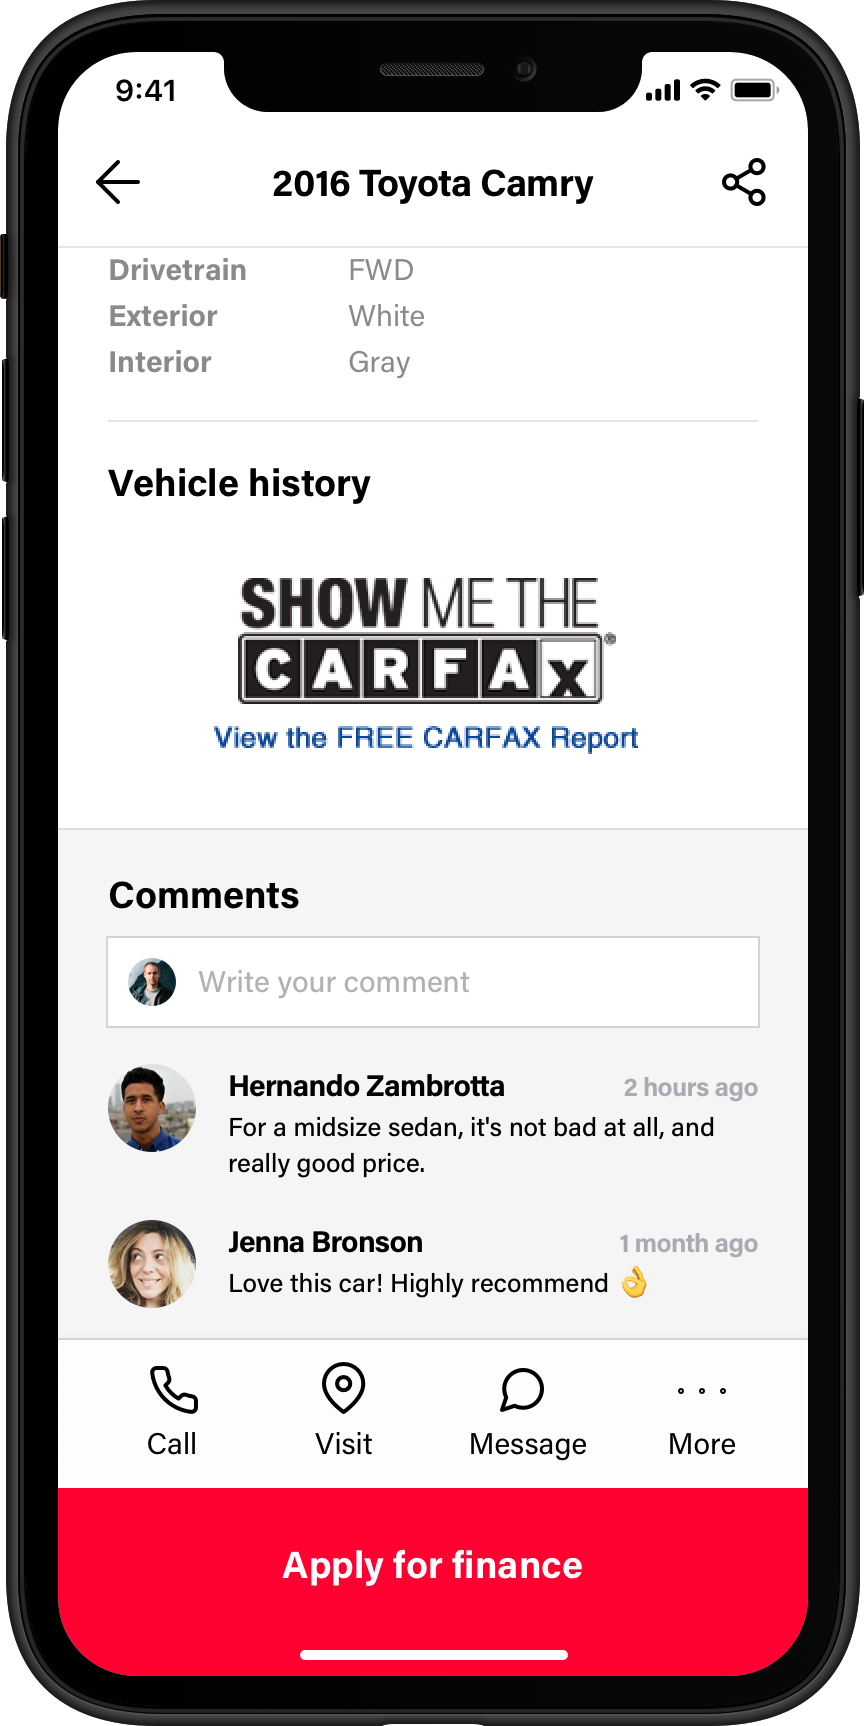 9:41
2016 Toyota Camry
Drivetrain FWD
Exterior White
Interior Gray
Vehicle history
SHOW ME THE
CARFAX®
View the FREE CARFAX Report
Comments
Write your comment
Hernando Zambrotta 2 hours ago
For a midsize sedan, it's not bad at all, and
really good price.
Jenna Bronson 1 month ago
Love this car! Highly recommend 👌
Call Visit Message More
Apply for finance